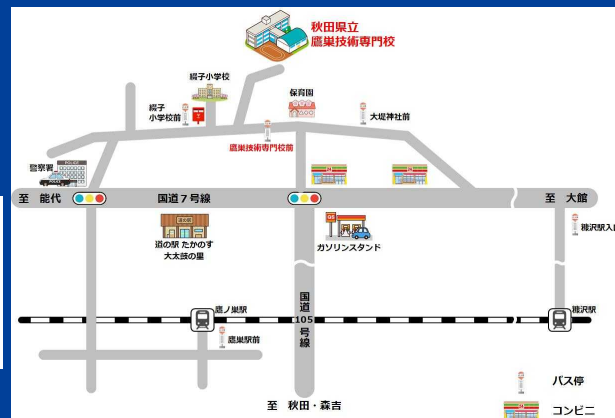 秋田県立
鷹巣技術専門校
綴子小学校
保育園
綴子
小学校前
大堤神社前
鷹巣技術専門校前
警察署
至 能代
国道7号線
至 大館
道の駅 たかのす
大太鼓の里
ガソリンスタンド
糠沢駅入口
鷹ノ巣駅
国道
105
号線
糠沢駅
鷹巣駅前
バス停
至 秋田・森吉
コンビニ